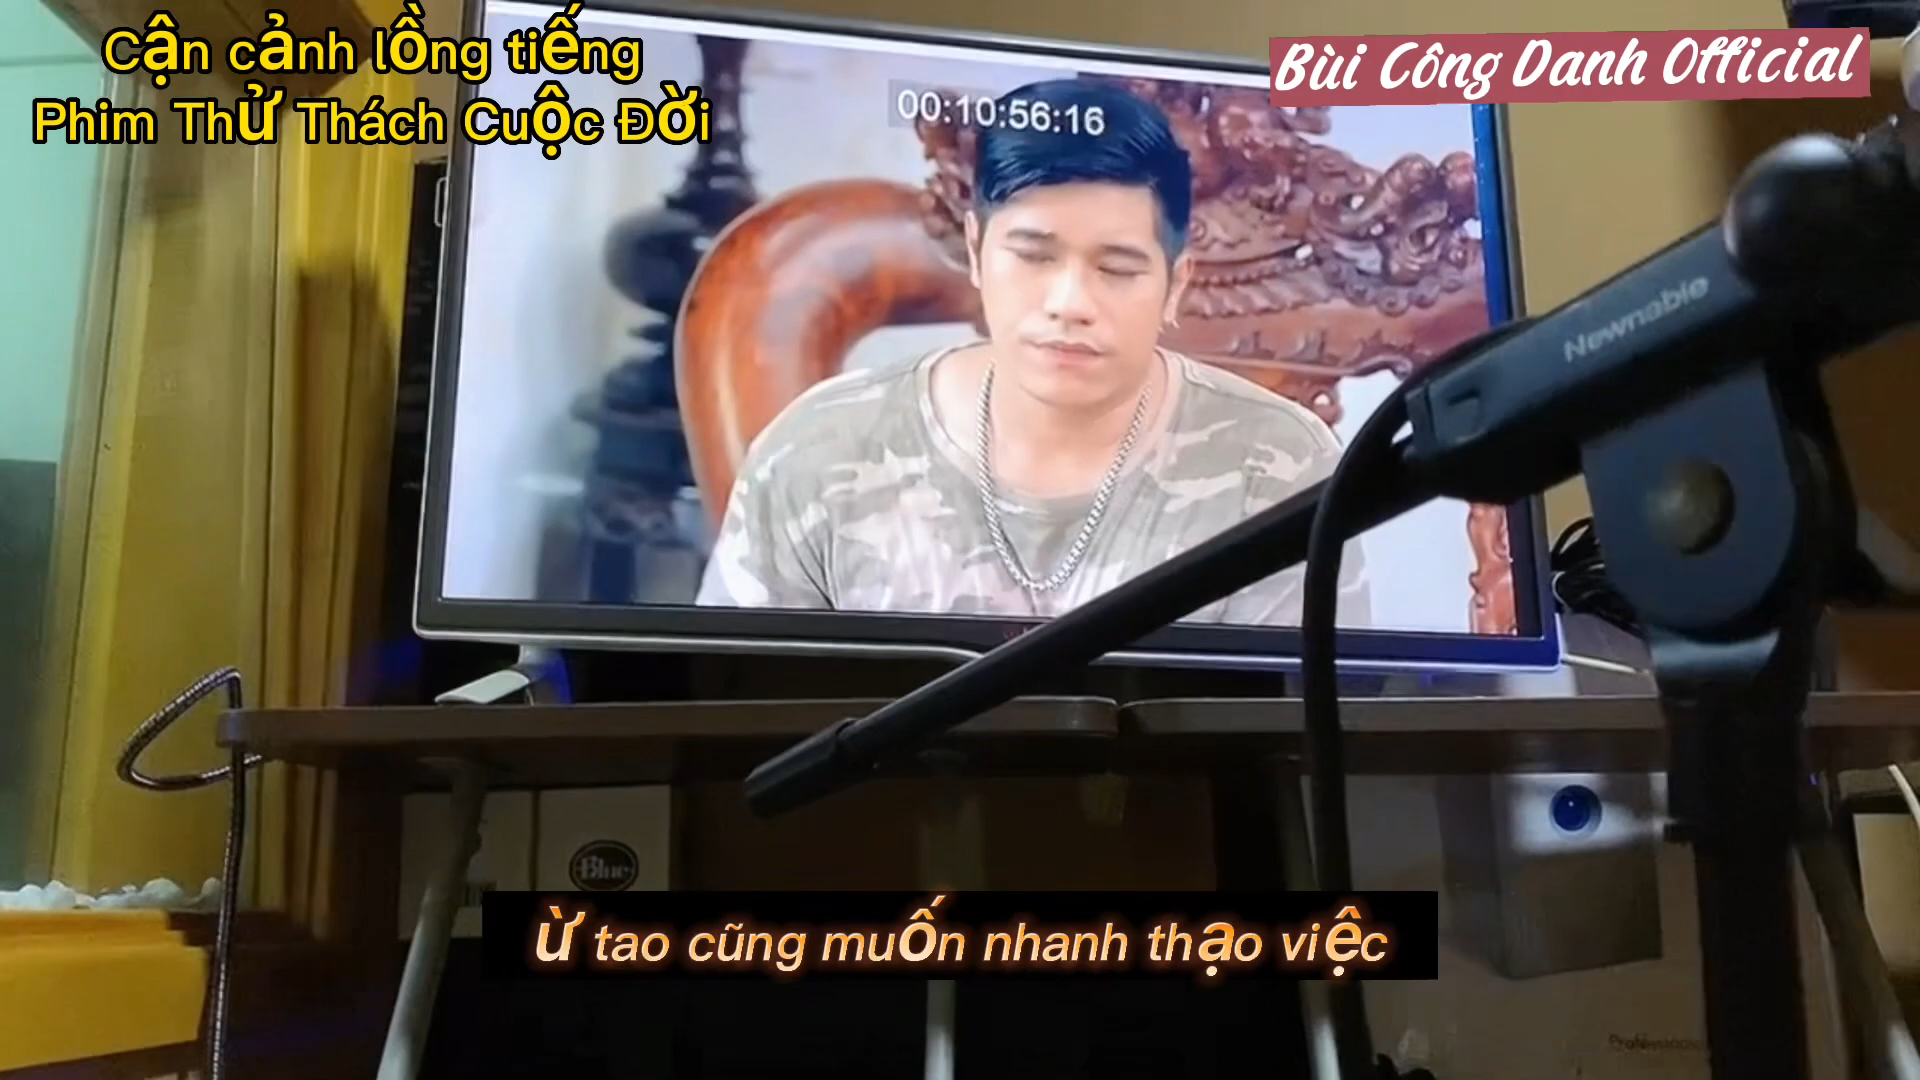 Cận cảnh lồng tiếng
Phim Thử Thách Cuộc Đời
Bùi Công Danh Official
00:10:56:16
Newnabie
Blue
ừ tao cũng muốn nhanh thạo việc